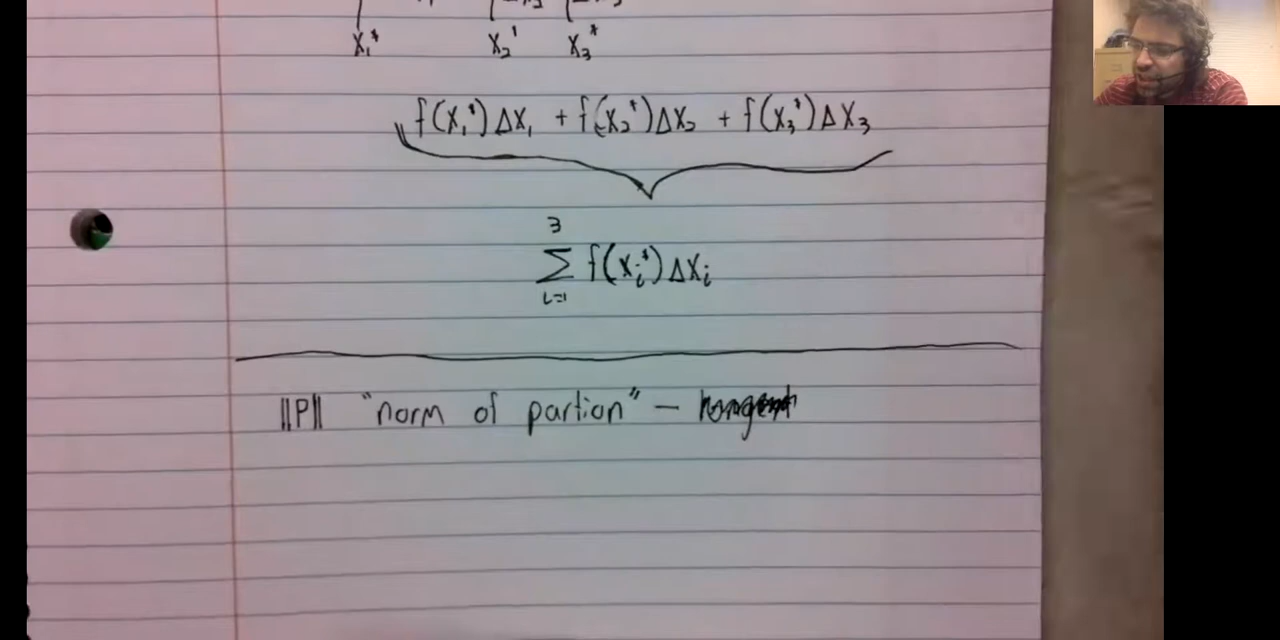 x₁* x₂' x₃*
f(x₁*)Δx₁ + f(x₂*)Δx₂ + f(x₃*)Δx₃
3
∑ f(xᵢ*)Δxᵢ
i=1
||P|| "norm of partion" —